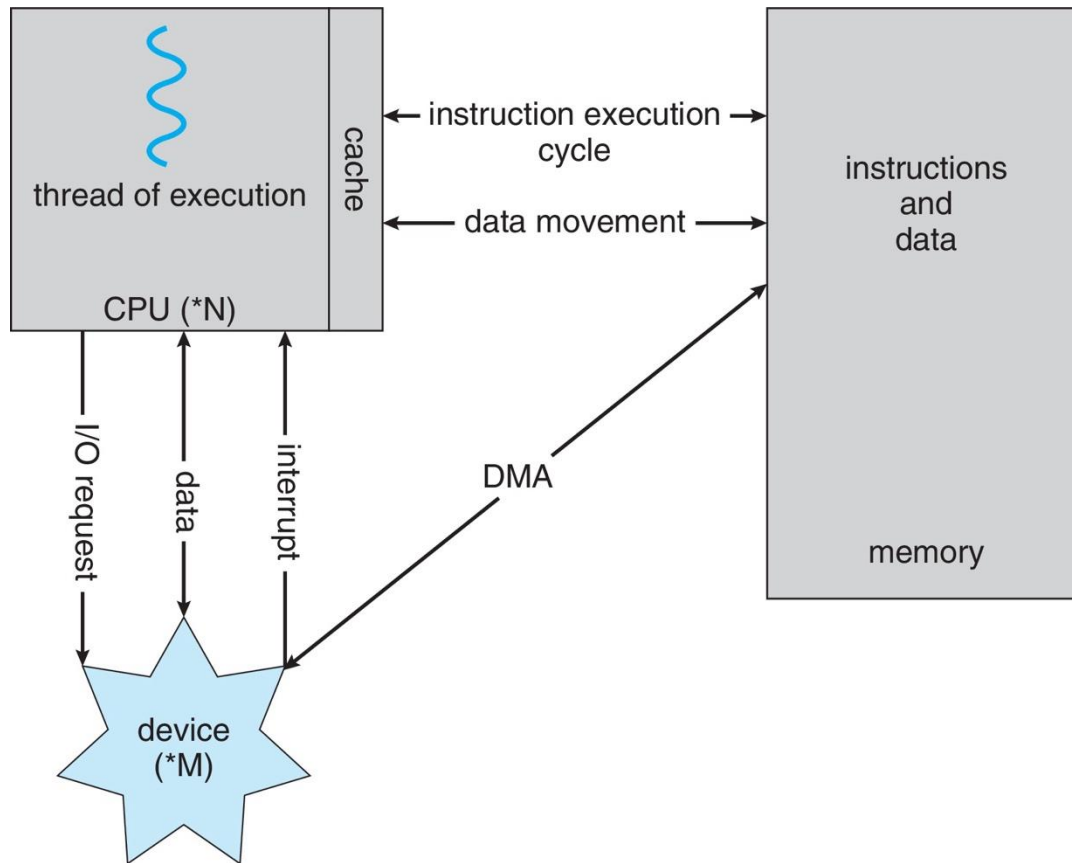 thread of execution
cache
CPU (*N)
instruction execution
cycle
data movement
instructions
and
data
memory
I/O request
data
interrupt
DMA
device
(*M)